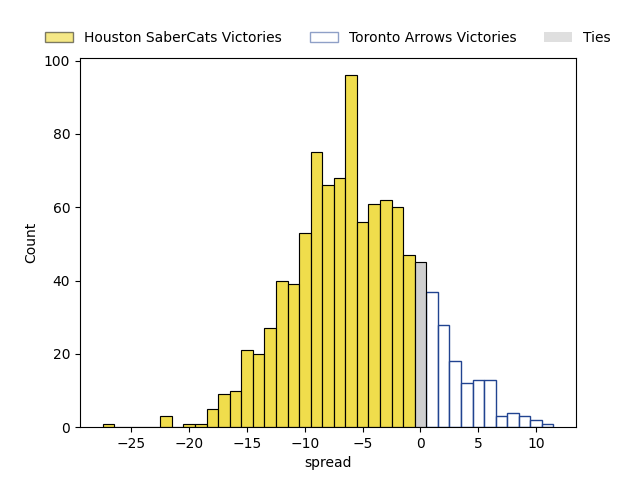 Houston SaberCats Victories Toronto Arrows Victories Ties
100
80
60
40
20
0
Count
−25 −20 −15 −10 −5 0 5 10
spread